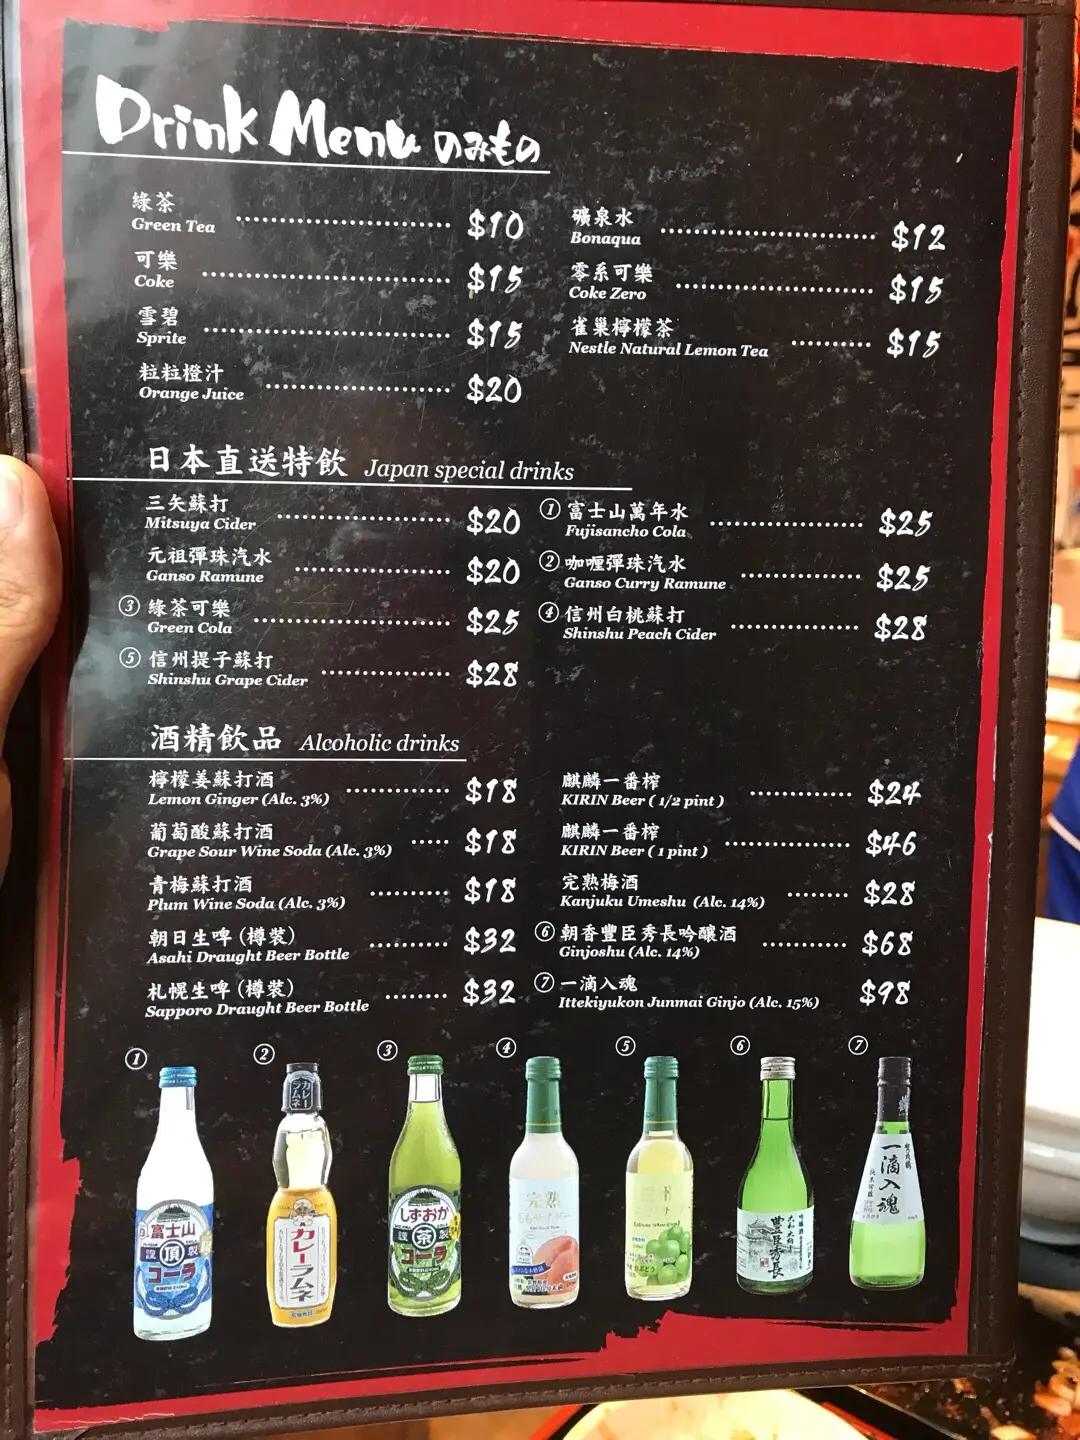 Drink Menu のみもの
綠茶
Green Tea $10
可樂
Coke $15
雪碧
Sprite $15
粒粒橙汁
Orange Juice $20
礦泉水
Bonaqua $12
零系可樂
Coke Zero $15
雀巢檸檬茶
Nestle Natural Lemon Tea $15
日本直送特飲 Japan special drinks
三矢蘇打
Mitsuya Cider $20
元祖彈珠汽水
Ganso Ramune $20
③ 綠茶可樂
Green Cola $25
⑤ 信州提子蘇打
Shinshu Grape Cider $28
① 富士山萬年水
Fujisancho Cola $25
② 咖喱彈珠汽水
Ganso Curry Ramune $25
④ 信州白桃蘇打
Shinshu Peach Cider $28
酒精飲品 Alcoholic drinks
檸檬姜蘇打酒
Lemon Ginger (Alc. 3%) $18
葡萄酸蘇打酒
Grape Sour Wine Soda (Alc. 3%) $18
青梅蘇打酒
Plum Wine Soda (Alc. 3%) $18
朝日生啤 (樽裝)
Asahi Draught Beer Bottle $32
札幌生啤 (樽裝)
Sapporo Draught Beer Bottle $32
麒麟一番榨
KIRIN Beer ( 1/2 pint ) $24
麒麟一番榨
KIRIN Beer ( 1 pint ) $46
完熟梅酒
Kanjuku Umeshu (Alc. 14%) $28
⑥ 朝香豐臣秀長吟釀酒
Ginjoshu (Alc. 14%) $68
⑦ 一滴入魂
Ittekiyukon Junmai Ginjo (Alc. 15%) $98
① ② ③ ④ ⑤ ⑥ ⑦
富士山
謹 頂 製
コーラ
カレー
ラムネ
カレーラムネ
しずおか
謹 茶 製
コーラ
完熟
豊臣秀長
一滴入魂